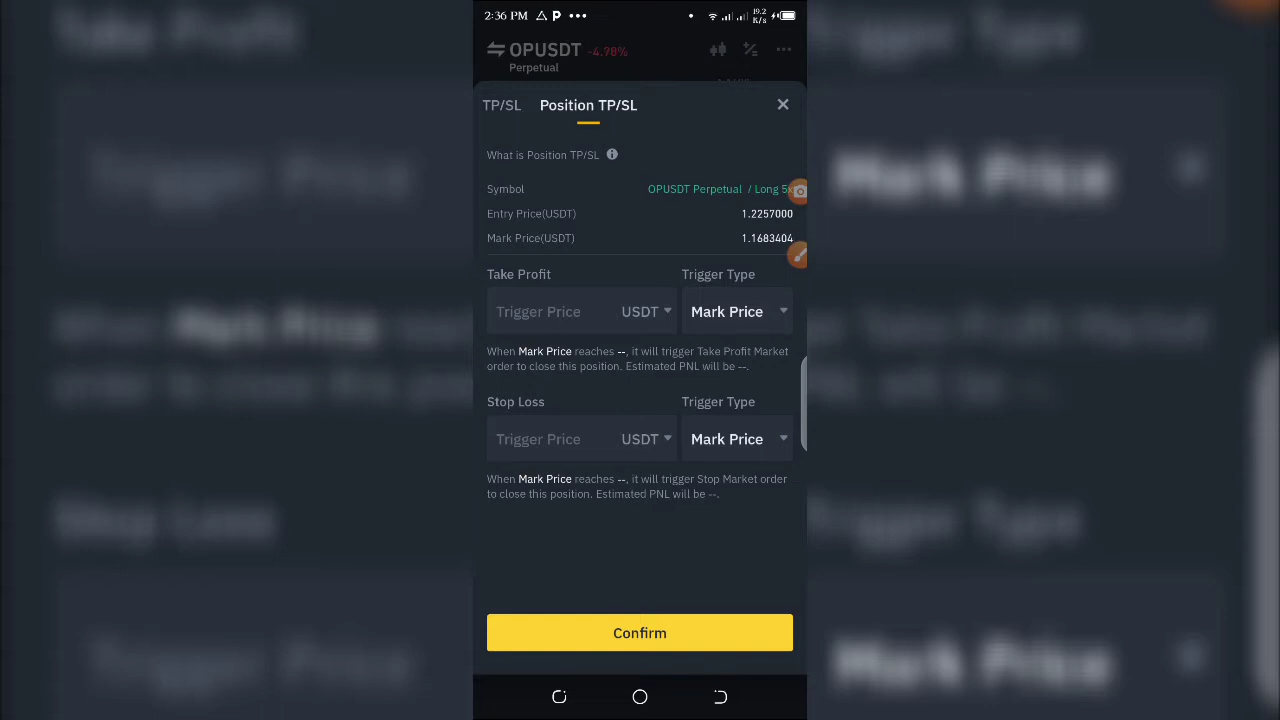 2:36 PM
19.2
K/s
OPUSDT -4.78%
Perpetual
TP/SL Position TP/SL
What is Position TP/SL
Symbol OPUSDT Perpetual / Long 5x
Entry Price(USDT) 1.2257000
Mark Price(USDT) 1.1683404
Take Profit Trigger Type
Trigger Price USDT Mark Price
When Mark Price reaches --, it will trigger Take Profit Market
order to close this position. Estimated PNL will be --.
Stop Loss Trigger Type
Trigger Price USDT Mark Price
When Mark Price reaches --, it will trigger Stop Market order
to close this position. Estimated PNL will be --.
Confirm